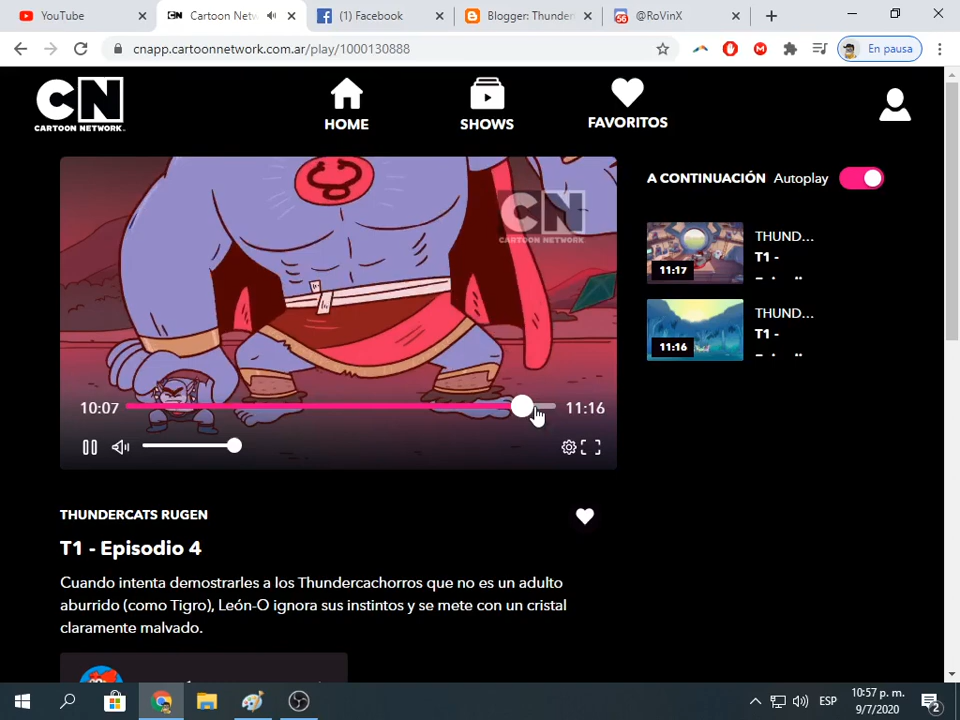 YouTube
Cartoon Netw
(1) Facebook
Blogger: Thunder
@RoVinX
cnapp.cartoonnetwork.com.ar/play/1000130888
En pausa
CN
CARTOON NETWORK.
HOME
SHOWS
FAVORITOS
CN
CARTOON NETWORK
A CONTINUACIÓN Autoplay
THUND...
T1 -
11:17
THUND...
T1 -
11:16
10:07
11:16
THUNDERCATS RUGEN
T1 - Episodio 4
Cuando intenta demostrarles a los Thundercachorros que no es un adulto
aburrido (como Tigro), León-O ignora sus instintos y se mete con un cristal
claramente malvado.
ESP
10:57 p. m.
9/7/2020
2